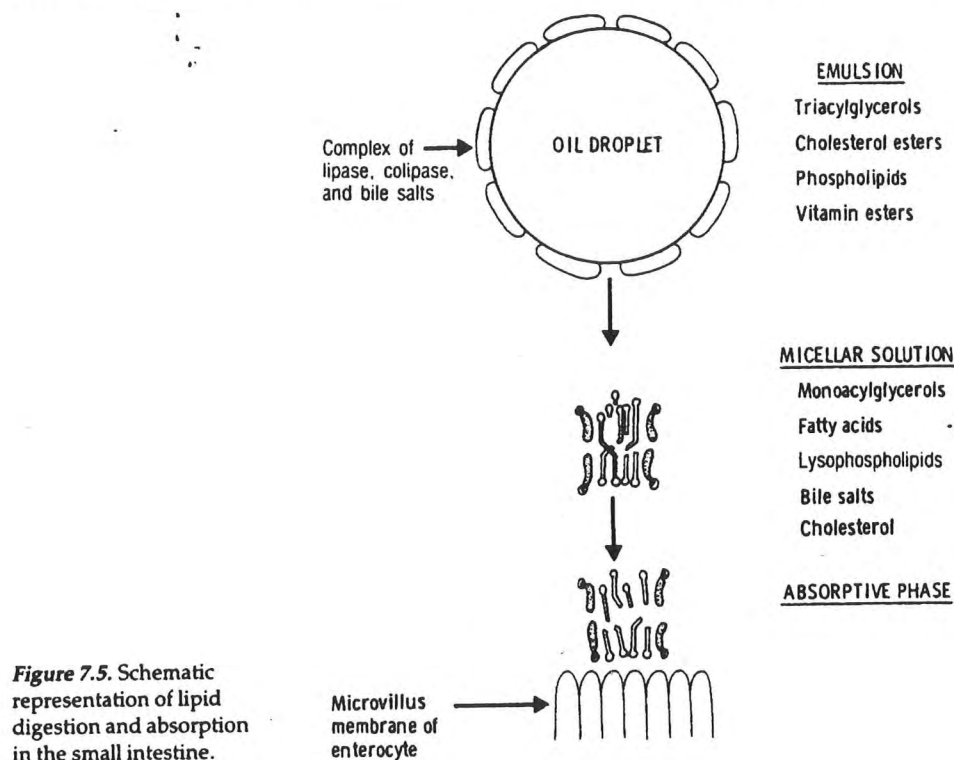 EMULSION
Triacylglycerols
Cholesterol esters
Phospholipids
Vitamin esters
OIL DROPLET
Complex of
lipase, colipase,
and bile salts
MICELLAR SOLUTION
Monoacylglycerols
Fatty acids
Lysophospholipids
Bile salts
Cholesterol
ABSORPTIVE PHASE
Figure 7.5. Schematic
representation of lipid
digestion and absorption
in the small intestine.
Microvillus
membrane of
enterocyte